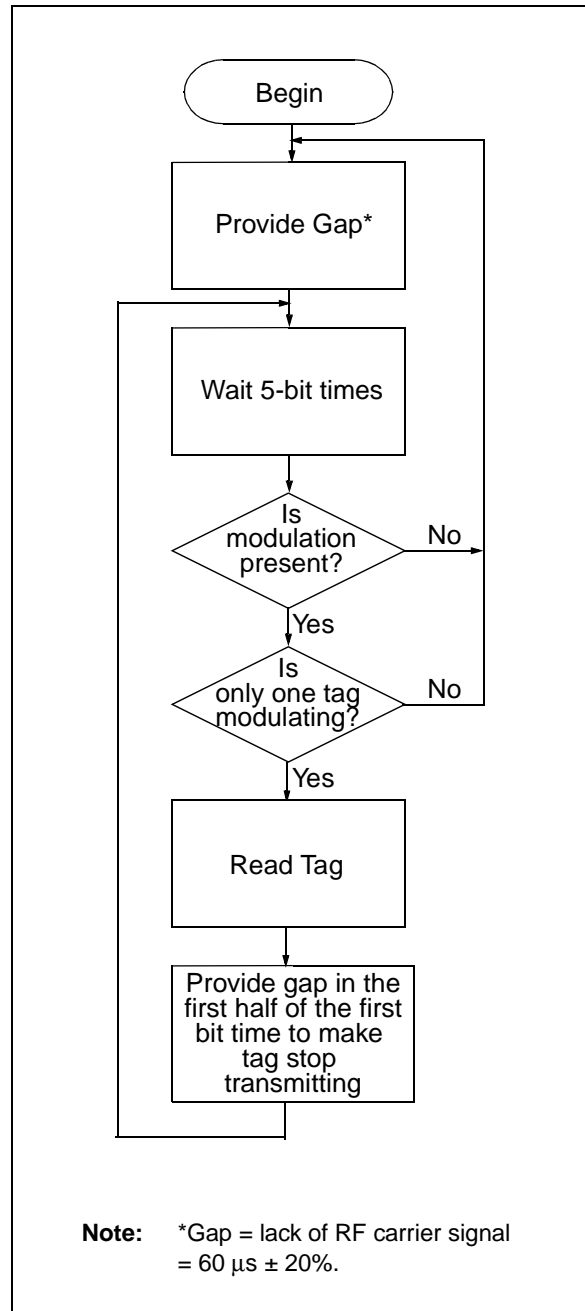 Begin
Provide Gap*
Wait 5-bit times
Is
modulation
present?
No
Yes
Is
only one tag
modulating?
No
Yes
Read Tag
Provide gap in the
first half of the first
bit time to make
tag stop
transmitting
Note: *Gap = lack of RF carrier signal
= 60 μs ± 20%.